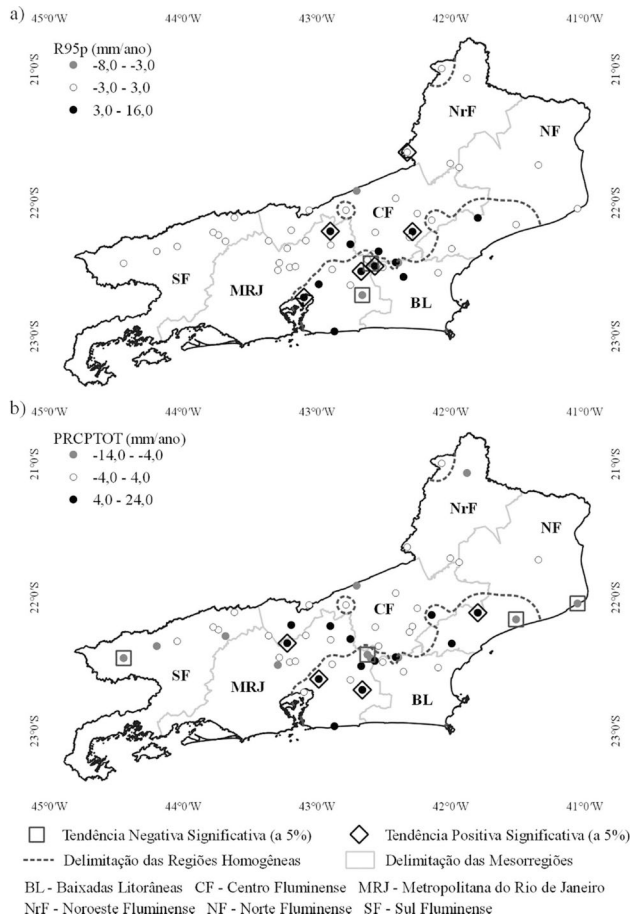 a)
45°0'W 44°0'W 43°0'W 42°0'W 41°0'W
R95p (mm/ano)
-8,0 - -3,0
-3,0 - 3,0
3,0 - 16,0
21°0'S 21°0'S
NrF
NF
22°0'S 22°0'S
CF
SF
MRJ
BL
23°0'S 23°0'S
b)
45°0'W 44°0'W 43°0'W 42°0'W 41°0'W
PRCPTOT (mm/ano)
-14,0 - -4,0
-4,0 - 4,0
4,0 - 24,0
21°0'S 21°0'S
NrF
NF
22°0'S 22°0'S
CF
SF
MRJ
BL
23°0'S 23°0'S
45°0'W 44°0'W 43°0'W 42°0'W 41°0'W
Tendência Negativa Significativa (a 5%) Tendência Positiva Significativa (a 5%)
Delimitação das Regiões Homogêneas Delimitação das Mesorregiões
BL - Baixadas Litorâneas CF - Centro Fluminense MRJ - Metropolitana do Rio de Janeiro
NrF - Noroeste Fluminense NF - Norte Fluminense SF - Sul Fluminense